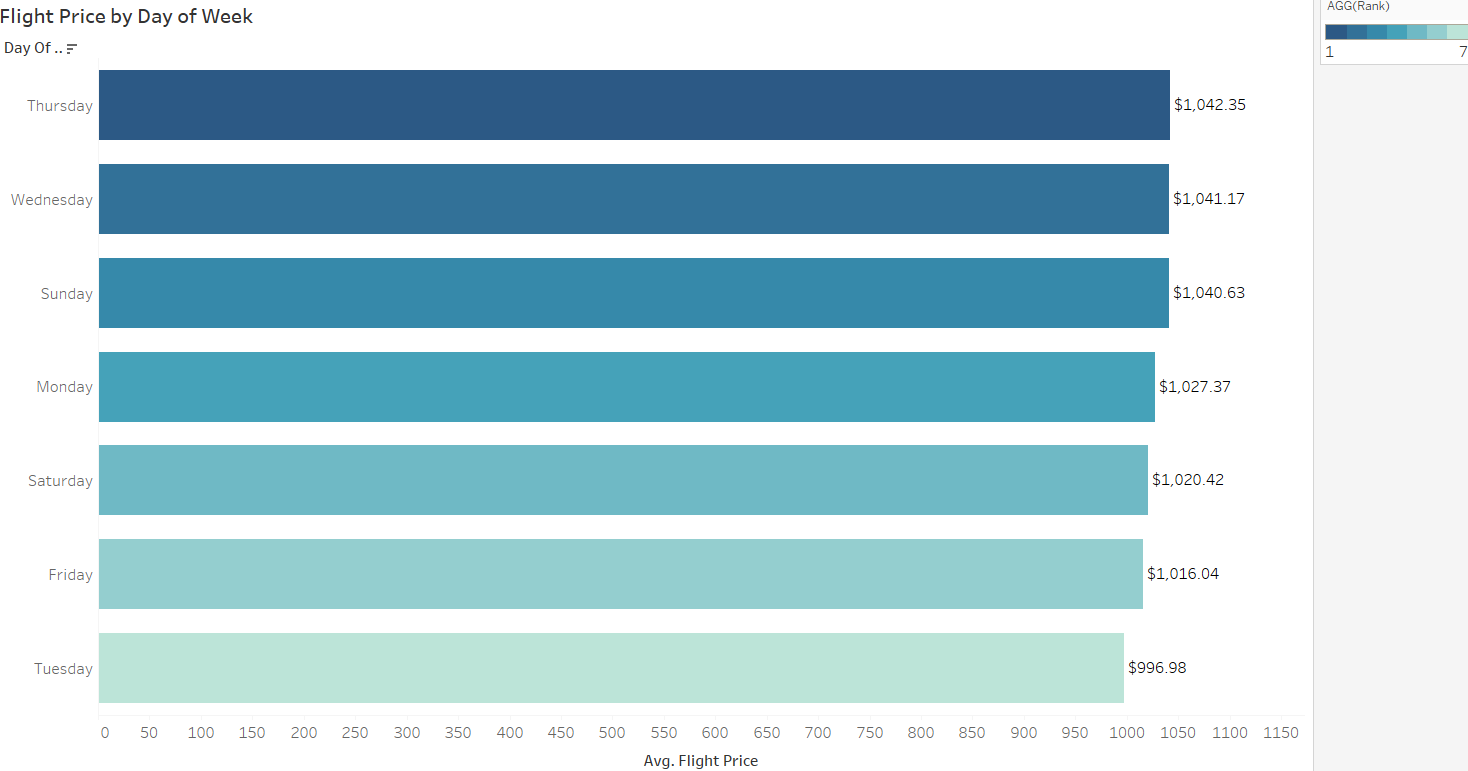 Flight Price by Day of Week
AGG(Rank)
1 7
Day Of ..
Thursday $1,042.35
Wednesday $1,041.17
Sunday $1,040.63
Monday $1,027.37
Saturday $1,020.42
Friday $1,016.04
Tuesday $996.98
0 50 100 150 200 250 300 350 400 450 500 550 600 650 700 750 800 850 900 950 1000 1050 1100 1150
Avg. Flight Price